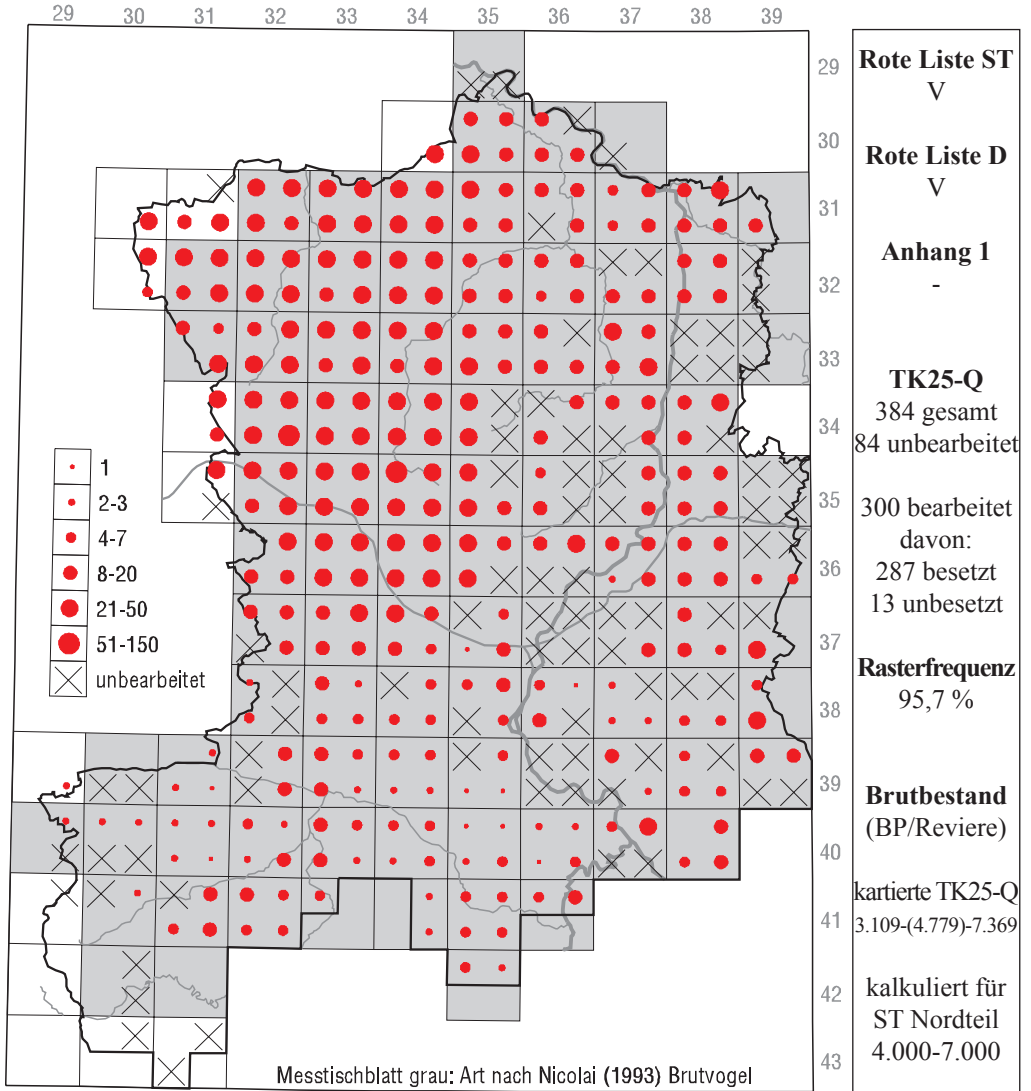 29 30 31 32 33 34 35 36 37 38 39
29
30
31
32
33
34
35
36
37
38
39
40
41
42
43
1
2-3
4-7
8-20
21-50
51-150
unbearbeitet
Messtischblatt grau: Art nach Nicolai (1993) Brutvogel
Rote Liste ST
V
Rote Liste D
V
Anhang 1
-
TK25-Q
384 gesamt
84 unbearbeitet
300 bearbeitet
davon:
287 besetzt
13 unbesetzt
Rasterfrequenz
95,7 %
Brutbestand
(BP/Reviere)
kartierte TK25-Q
3.109-(4.779)-7.369
kalkuliert für
ST Nordteil
4.000-7.000